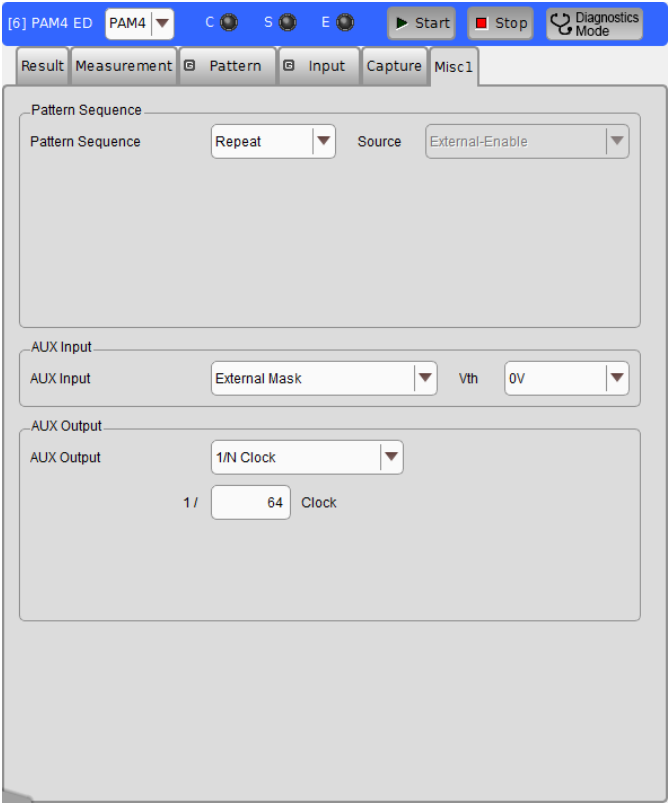 [6] PAM4 ED PAM4 C S E Start Stop Diagnostics Mode
Result Measurement Pattern Input Capture Misc1
Pattern Sequence
Pattern Sequence Repeat Source External-Enable
AUX Input
AUX Input External Mask Vth 0V
AUX Output
AUX Output 1/N Clock
1 / 64 Clock